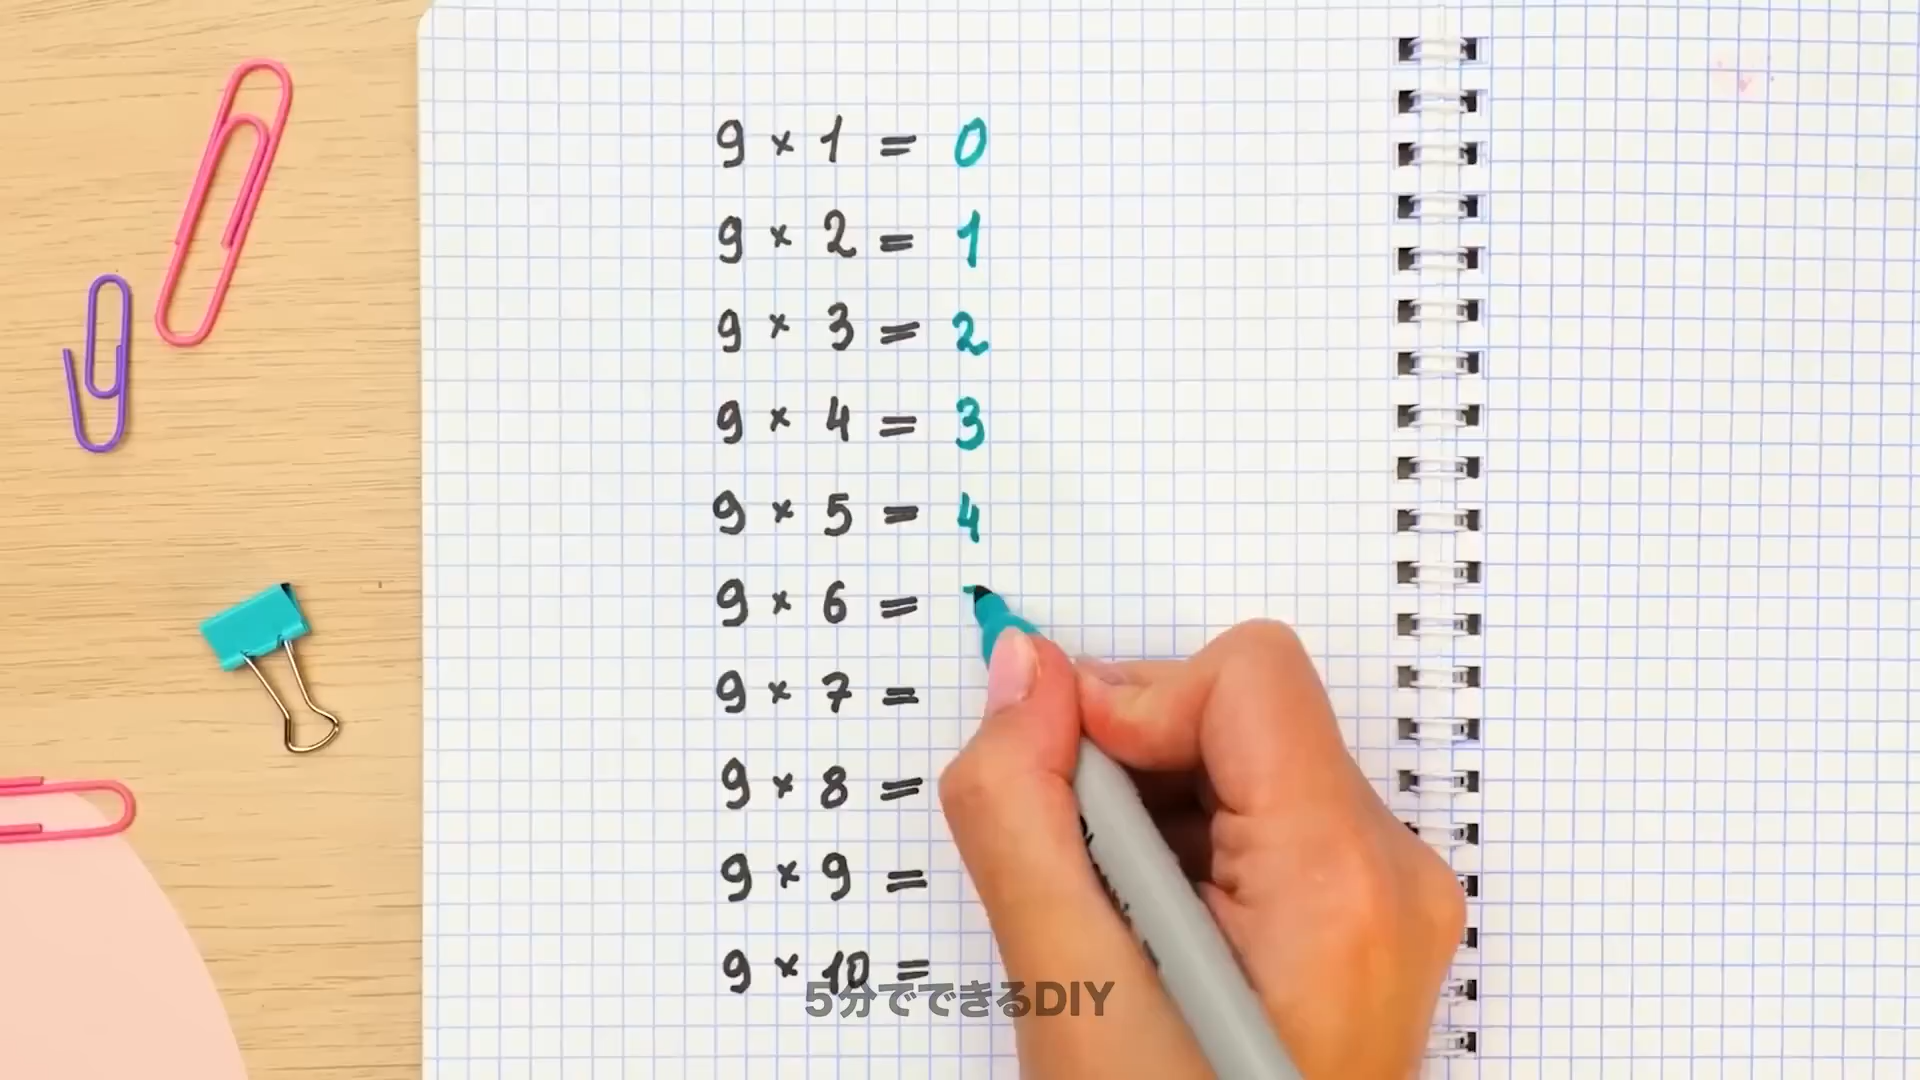 9 × 1 = 0
9 × 2 = 1
9 × 3 = 2
9 × 4 = 3
9 × 5 = 4
9 × 6 =
9 × 7 =
9 × 8 =
9 × 9 =
9 × 10 =
5分でできるDIY